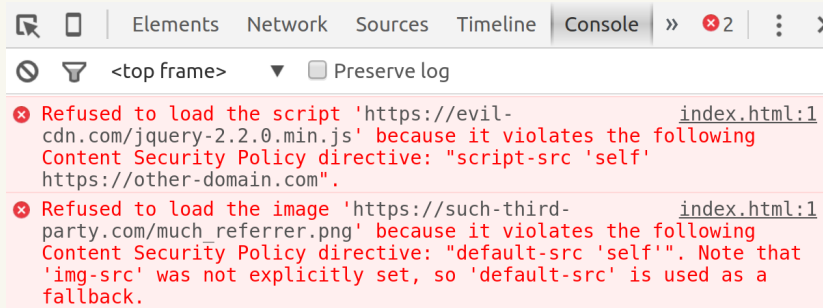 Elements Network Sources Timeline Console » 2
<top frame> ▼ Preserve log
Refused to load the script 'https://evil- index.html:1
cdn.com/jquery-2.2.0.min.js' because it violates the following
Content Security Policy directive: "script-src 'self'
https://other-domain.com".
Refused to load the image 'https://such-third- index.html:1
party.com/much_referrer.png' because it violates the following
Content Security Policy directive: "default-src 'self'". Note that
'img-src' was not explicitly set, so 'default-src' is used as a
fallback.